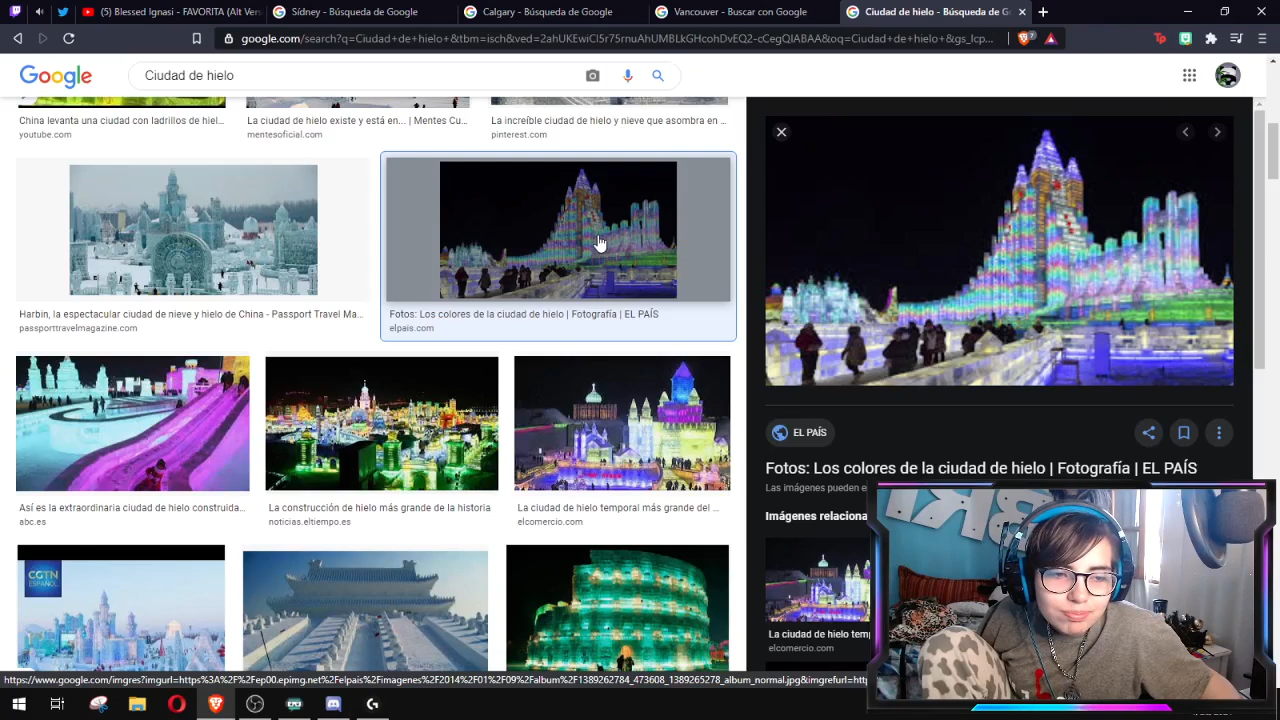 (5) Blessed Ignasi - FAVORITA (Alt Vers
Sídney - Búsqueda de Google
Calgary - Búsqueda de Google
Vancouver - Buscar con Google
Ciudad de hielo - Búsqueda de G
google.com/search?q=Ciudad+de+hielo+&tbm=isch&ved=2ahUKEwiCl5r75rnuAhUMBLkGHcohDvEQ2-cCegQIABAA&oq=Ciudad+de+hielo+&gs_lcp...
Google
Ciudad de hielo
China levanta una ciudad con ladrillos de hiel...
youtube.com
La ciudad de hielo existe y está en... | Mentes Cu...
mentesoficial.com
La increíble ciudad de hielo y nieve que asombra en ...
pinterest.com
Harbin, la espectacular ciudad de nieve y hielo de China - Passport Travel Ma...
passporttravelmagazine.com
Fotos: Los colores de la ciudad de hielo | Fotografía | EL PAÍS
elpais.com
Así es la extraordinaria ciudad de hielo construida...
abc.es
La construcción de hielo más grande de la historia
noticias.eltiempo.es
La ciudad de hielo temporal más grande del ...
elcomercio.com
CGTN
ESPAÑOL
EL PAÍS
Fotos: Los colores de la ciudad de hielo | Fotografía | EL PAÍS
Las imágenes pueden e
Imágenes relaciona
La ciudad de hielo temp
elcomercio.com
https://www.google.com/imgres?imgurl=https%3A%2F%2Fep00.epimg.net%2Felpais%2Fimagenes%2F2014%2F01%2F09%2Falbum%2F1389262784_473608_1389265278_album_normal.jpg&imgrefurl=htt